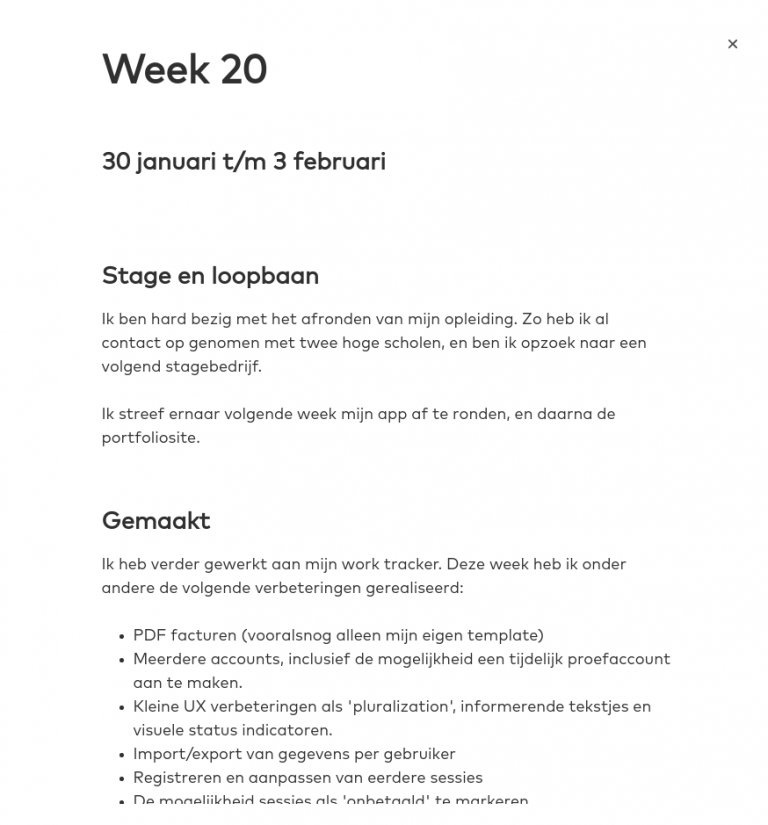 ×
Week 20
30 januari t/m 3 februari
Stage en loopbaan
Ik ben hard bezig met het afronden van mijn opleiding. Zo heb ik al
contact op genomen met twee hoge scholen, en ben ik opzoek naar een
volgend stagebedrijf.
Ik streef ernaar volgende week mijn app af te ronden, en daarna de
portfoliosite.
Gemaakt
Ik heb verder gewerkt aan mijn work tracker. Deze week heb ik onder
andere de volgende verbeteringen gerealiseerd:
• PDF facturen (vooralsnog alleen mijn eigen template)
• Meerdere accounts, inclusief de mogelijkheid een tijdelijk proefaccount
aan te maken.
• Kleine UX verbeteringen als 'pluralization', informerende tekstjes en
visuele status indicatoren.
• Import/export van gegevens per gebruiker
• Registreren en aanpassen van eerdere sessies
• De mogelijkheid sessies als 'onbetaald' te markeren